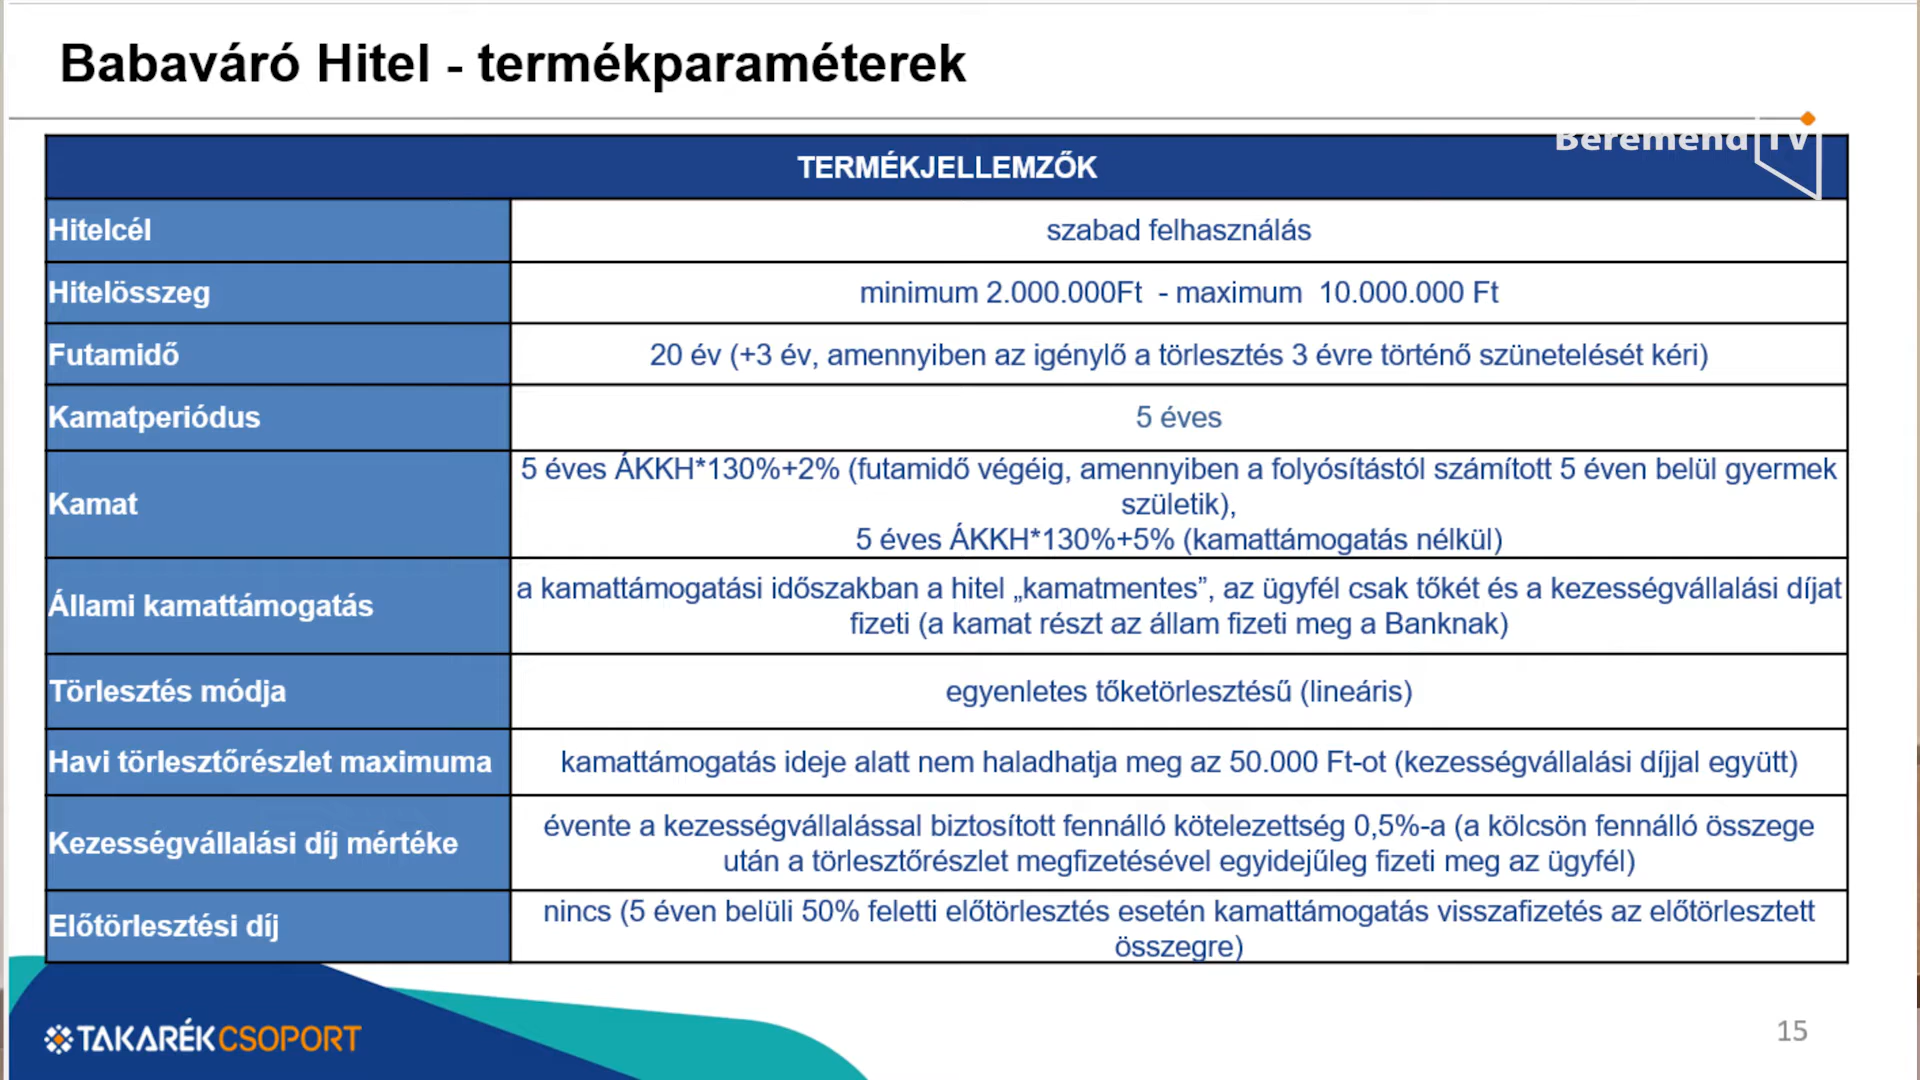 Babaváró Hitel - termékparaméterek
Beremend TV
TERMÉKJELLEMZŐK
Hitelcél
szabad felhasználás
Hitelösszeg
minimum 2.000.000Ft - maximum 10.000.000 Ft
Futamidő
20 év (+3 év, amennyiben az igénylő a törlesztés 3 évre történő szünetelését kéri)
Kamatperiódus
5 éves
Kamat
5 éves ÁKKH*130%+2% (futamidő végéig, amennyiben a folyósítástól számított 5 éven belül gyermek
születik),
5 éves ÁKKH*130%+5% (kamattámogatás nélkül)
Állami kamattámogatás
a kamattámogatási időszakban a hitel „kamatmentes”, az ügyfél csak tőkét és a kezességvállalási díjat
fizeti (a kamat részt az állam fizeti meg a Banknak)
Törlesztés módja
egyenletes tőketörlesztésű (lineáris)
Havi törlesztőrészlet maximuma
kamattámogatás ideje alatt nem haladhatja meg az 50.000 Ft-ot (kezességvállalási díjjal együtt)
Kezességvállalási díj mértéke
évente a kezességvállalással biztosított fennálló kötelezettség 0,5%-a (a kölcsön fennálló összege
után a törlesztőrészlet megfizetésével egyidejűleg fizeti meg az ügyfél)
Előtörlesztési díj
nincs (5 éven belüli 50% feletti előtörlesztés esetén kamattámogatás visszafizetés az előtörlesztett
összegre)
TAKARÉKCSOPORT
15